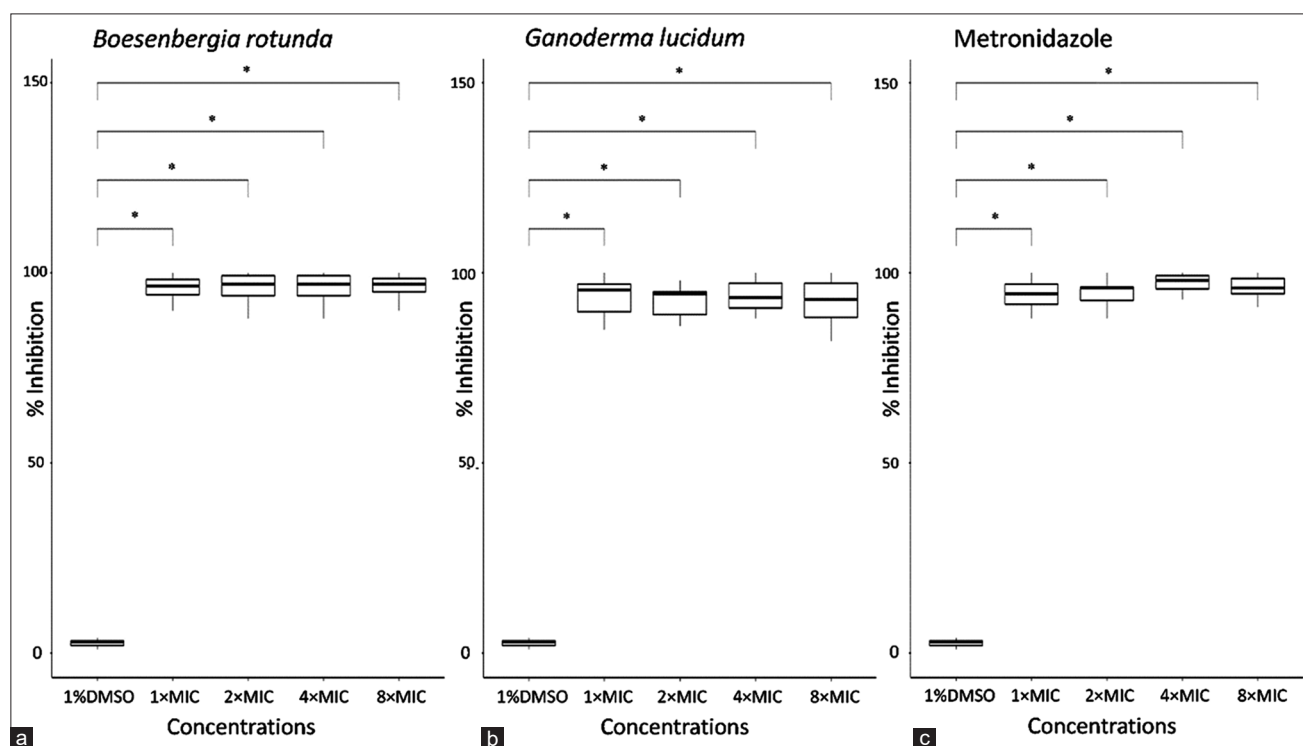 Boesenbergia rotunda
150
100
50
0
% Inhibition
*
*
*
*
1%DMSO 1×MIC 2×MIC 4×MIC 8×MIC
Concentrations
a
Ganoderma lucidum
150
100
50
0
% Inhibition
*
*
*
*
1%DMSO 1×MIC 2×MIC 4×MIC 8×MIC
Concentrations
b
Metronidazole
150
100
50
0
% Inhibition
*
*
*
*
1%DMSO 1×MIC 2×MIC 4×MIC 8×MIC
Concentrations
c